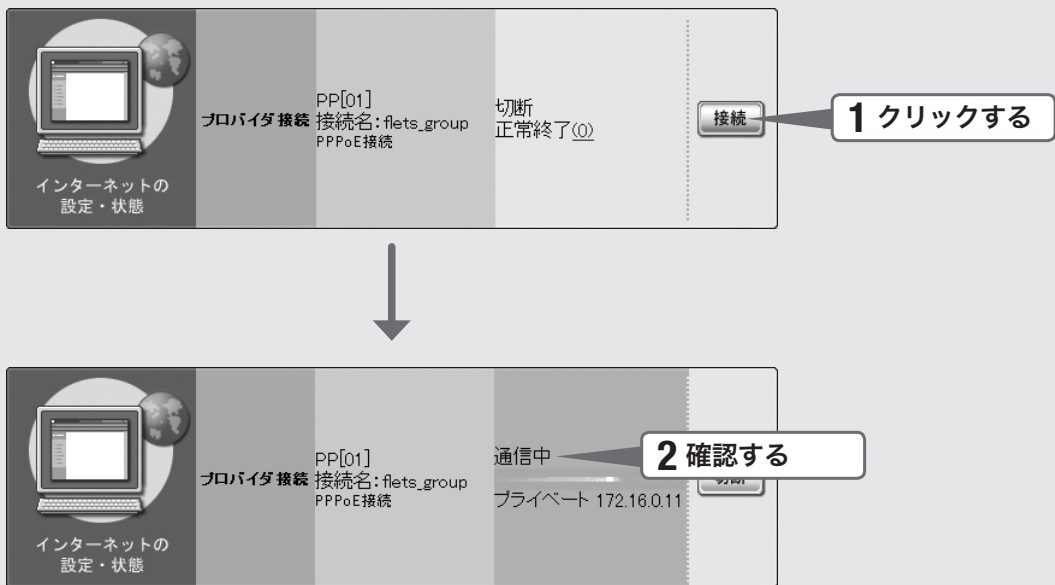 プロバイダ接続
PP[01]
接続名:flets_group
PPPoE接続
切断
正常終了(0)
接続
1 クリックする
インターネットの
設定・状態
プロバイダ接続
PP[01]
接続名:flets_group
PPPoE接続
通信中
プライベート 172.16.0.11
2 確認する
インターネットの
設定・状態